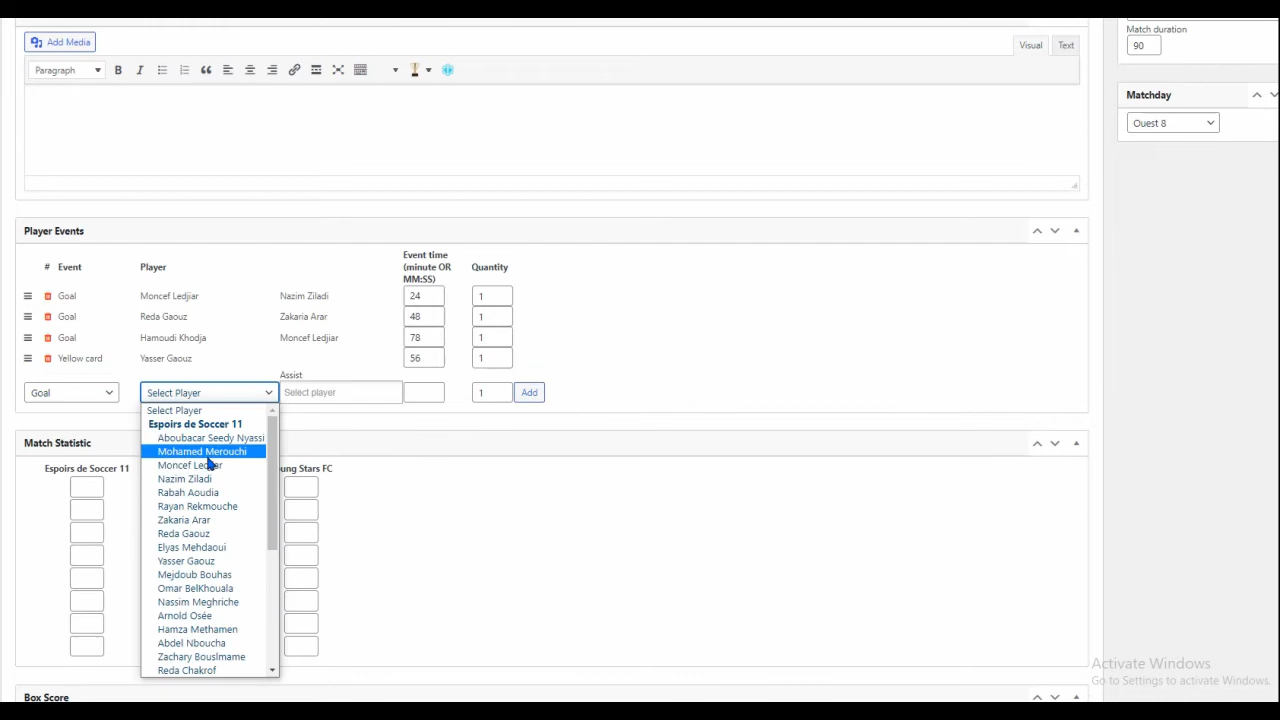 Match duration
90
Add Media
Visual Text
Paragraph
Matchday
Ouest 8
Player Events
# Event Player Event time (minute OR MM:SS) Quantity
Goal Moncef Ledjiar Nazim Ziladi 24 1
Goal Reda Gaouz Zakaria Arar 48 1
Goal Hamoudi Khodja Moncef Ledjiar 78 1
Yellow card Yasser Gaouz 56 1
Assist
Goal Select Player Select player 1 Add
Select Player
Espoirs de Soccer 11
Aboubacar Seedy Nyassi
Mohamed Merouchi
Moncef
Nazim Ziladi
Rabah Aoudia
Rayan Rekmouche
Zakaria Arar
Reda Gaouz
Elyas Mehdaoui
Yasser Gaouz
Mejdoub Bouhas
Omar BelKhouala
Nassim Meghriche
Arnold Osée
Hamza Methamen
Abdel Nboucha
Zachary Bouslmame
Reda Chakrof
Match Statistic
Espoirs de Soccer 11 Stars FC
Box Score
Activate Windows
Go to Settings to activate Windows.